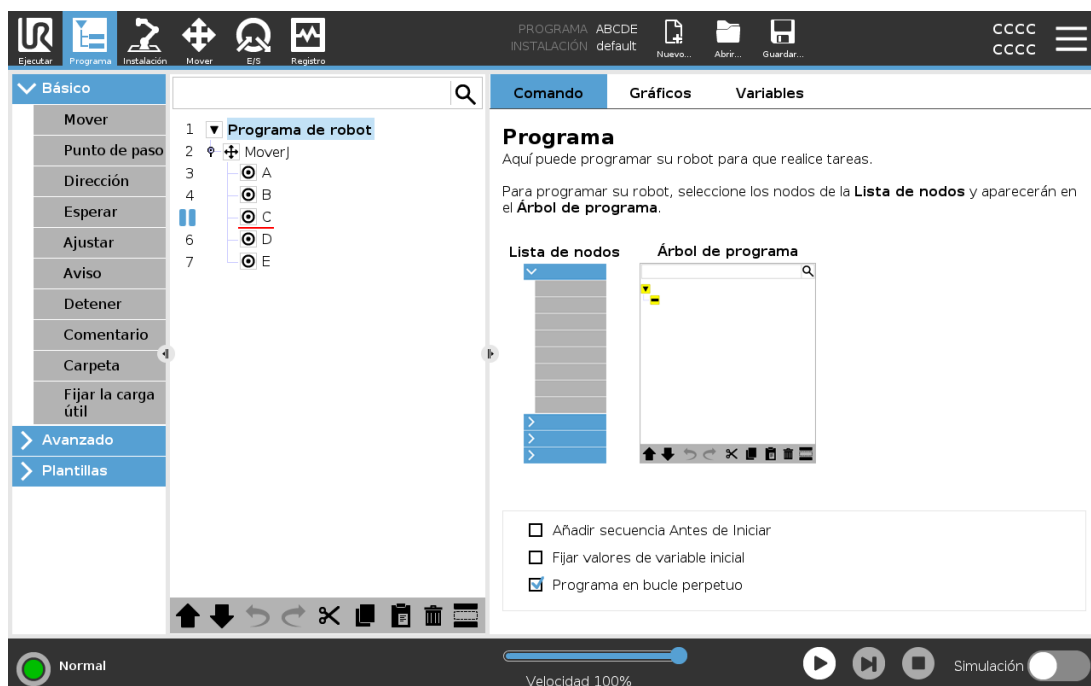 UR
Ejecutar
Programa
Instalación
Mover
E/S
Registro
PROGRAMA ABCDE
INSTALACIÓN default
Nuevo...
Abrir...
Guardar...
CCCC
CCCC
Básico
Mover
Punto de paso
Dirección
Esperar
Ajustar
Aviso
Detener
Comentario
Carpeta
Fijar la carga
útil
Avanzado
Plantillas
1 Programa de robot
2 MoverJ
3 A
4 B
C
6 D
7 E
Comando Gráficos Variables
Programa
Aquí puede programar su robot para que realice tareas.
Para programar su robot, seleccione los nodos de la Lista de nodos y aparecerán en
el Árbol de programa.
Lista de nodos Árbol de programa
Añadir secuencia Antes de Iniciar
Fijar valores de variable inicial
Programa en bucle perpetuo
Normal
Velocidad 100%
Simulación